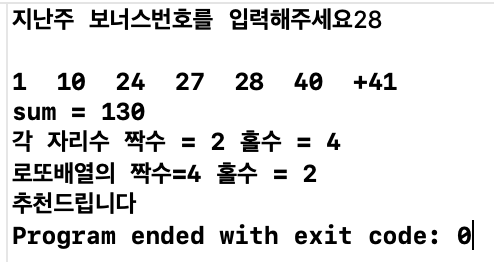 지난주 보너스번호를 입력해주세요28
1 10 24 27 28 40 +41
sum = 130
각 자리수 짝수 = 2 홀수 = 4
로또배열의 짝수=4 홀수 = 2
추천드립니다
Program ended with exit code: 0